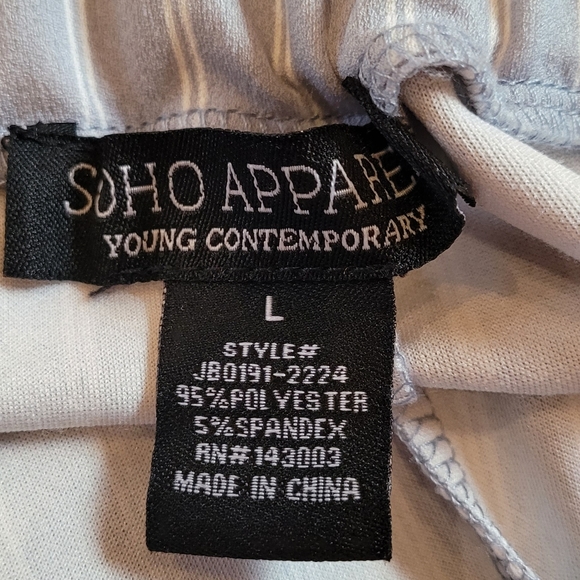 SOHO APPARE
YOUNG CONTEMPORARY
L
STYLE#
JB0191-2224
95%POLYESTER
5%SPANDEX
RN#143003
MADE IN CHINA